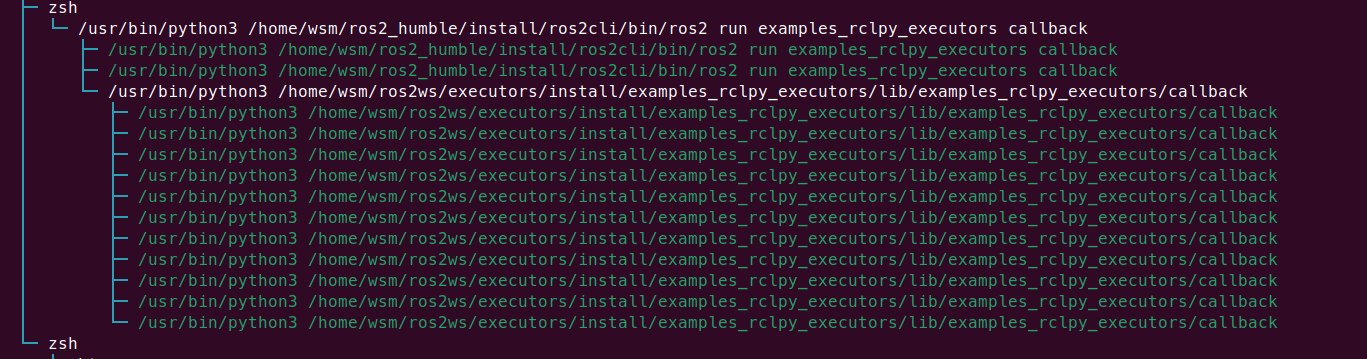 zsh
/usr/bin/python3 /home/wsm/ros2_humble/install/ros2cli/bin/ros2 run examples_rclpy_executors callback
/usr/bin/python3 /home/wsm/ros2_humble/install/ros2cli/bin/ros2 run examples_rclpy_executors callback
/usr/bin/python3 /home/wsm/ros2_humble/install/ros2cli/bin/ros2 run examples_rclpy_executors callback
/usr/bin/python3 /home/wsm/ros2ws/executors/install/examples_rclpy_executors/lib/examples_rclpy_executors/callback
/usr/bin/python3 /home/wsm/ros2ws/executors/install/examples_rclpy_executors/lib/examples_rclpy_executors/callback
/usr/bin/python3 /home/wsm/ros2ws/executors/install/examples_rclpy_executors/lib/examples_rclpy_executors/callback
/usr/bin/python3 /home/wsm/ros2ws/executors/install/examples_rclpy_executors/lib/examples_rclpy_executors/callback
/usr/bin/python3 /home/wsm/ros2ws/executors/install/examples_rclpy_executors/lib/examples_rclpy_executors/callback
/usr/bin/python3 /home/wsm/ros2ws/executors/install/examples_rclpy_executors/lib/examples_rclpy_executors/callback
/usr/bin/python3 /home/wsm/ros2ws/executors/install/examples_rclpy_executors/lib/examples_rclpy_executors/callback
/usr/bin/python3 /home/wsm/ros2ws/executors/install/examples_rclpy_executors/lib/examples_rclpy_executors/callback
/usr/bin/python3 /home/wsm/ros2ws/executors/install/examples_rclpy_executors/lib/examples_rclpy_executors/callback
/usr/bin/python3 /home/wsm/ros2ws/executors/install/examples_rclpy_executors/lib/examples_rclpy_executors/callback
/usr/bin/python3 /home/wsm/ros2ws/executors/install/examples_rclpy_executors/lib/examples_rclpy_executors/callback
/usr/bin/python3 /home/wsm/ros2ws/executors/install/examples_rclpy_executors/lib/examples_rclpy_executors/callback
zsh